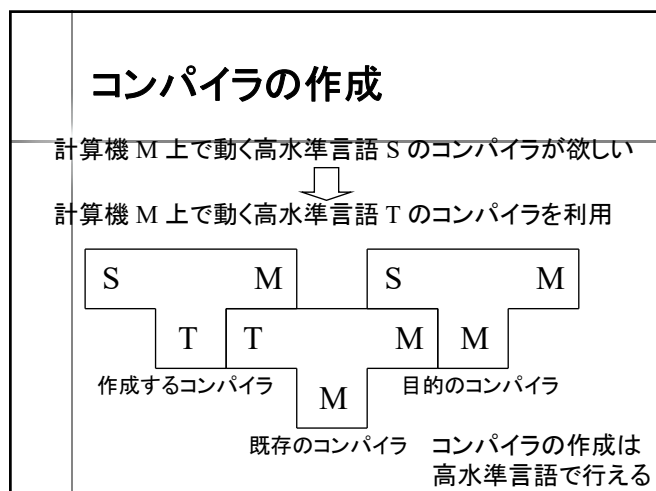 コンパイラの作成
計算機 M 上で動く高水準言語 S のコンパイラが欲しい
計算機 M 上で動く高水準言語 T のコンパイラを利用
S M S M
T T M M
作成するコンパイラ 目的のコンパイラ
M
既存のコンパイラ コンパイラの作成は
高水準言語で行える